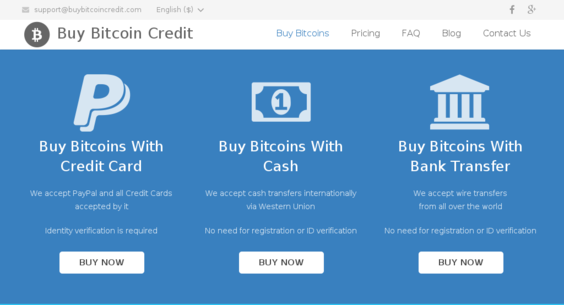 support@buybitcoincredit.com English ($)
Buy Bitcoin Credit
Buy Bitcoins Pricing FAQ Blog Contact Us
Buy Bitcoins With
Credit Card
We accept PayPal and all Credit Cards
accepted by it
Identity verification is required
BUY NOW
Buy Bitcoins With
Cash
We accept cash transfers internationally
via Western Union
No need for registration or ID verification
BUY NOW
Buy Bitcoins With
Bank Transfer
We accept wire transfers
from all over the world
No need for registration or ID verification
BUY NOW